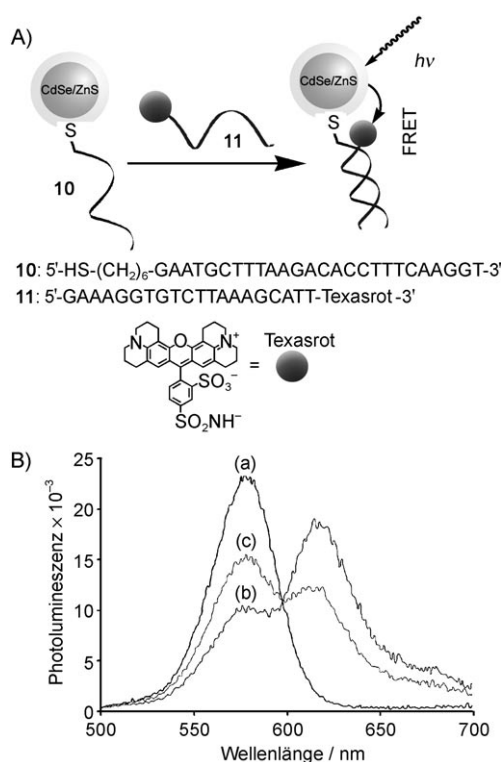 A)
CdSe/ZnS
S
10
11
CdSe/ZnS
S
hν
FRET
10: 5'-HS-(CH₂)₆-GAATGCTTTAAGACACCTTTCAAGGT-3'
11: 5'-GAAAGGTGTCTTAAAGCATT-Texasrot-3'
N
O
N⁺
SO₃⁻
SO₂NH⁻
=
Texasrot
B)
Photolumineszenz × 10⁻³
25
20
15
10
5
0
(a)
(c)
(b)
500
550
600
650
700
Wellenlänge / nm